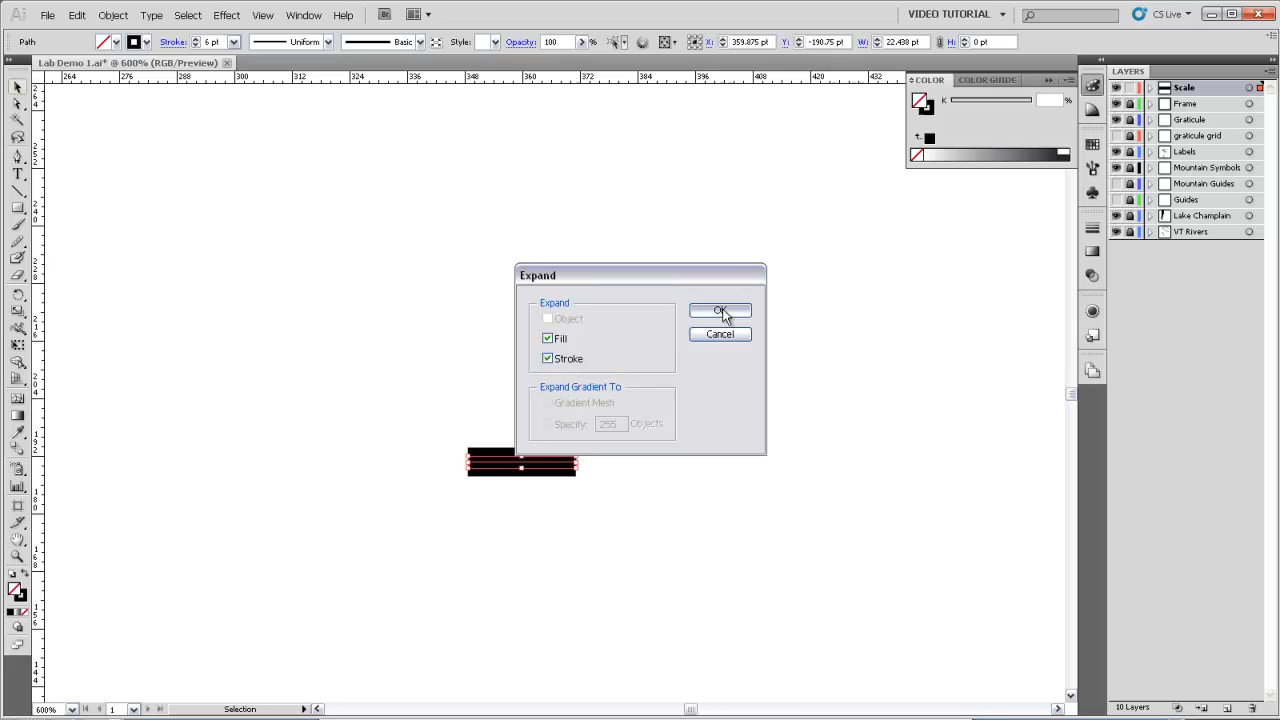 Ai File Edit Object Type Select Effect View Window Help Br VIDEO TUTORIAL CS Live
Path Stroke: 6 pt Uniform Basic Style: Opacity: 100 % X: 359.875 pt Y: -190.75 pt W: 22.438 pt H: 0 pt
Lab Demo 1.ai* @ 600% (RGB/Preview)
264 276 288 300 312 324 336 348 360 372 384 396 408 432
COLOR COLOR GUIDE
K %
LAYERS
Scale
Frame
Graticule
graticule grid
Labels
Mountain Symbols
Mountain Guides
Guides
Lake Champlain
VT Rivers
Expand
Expand
Object
Fill
Stroke
OK
Cancel
Expand Gradient To
Gradient Mesh
Specify: 255 Objects
600% 1 Selection
10 Layers